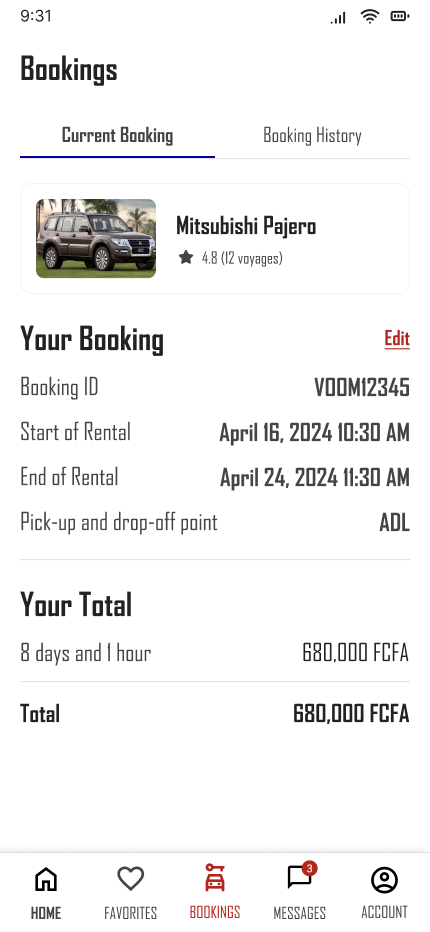 9:31
Bookings
Current Booking
Booking History
Mitsubishi Pajero
4.8 (12 voyages)
Your Booking
Edit
Booking ID
VOOM12345
Start of Rental
April 16, 2024 10:30 AM
End of Rental
April 24, 2024 11:30 AM
Pick-up and drop-off point
ADL
Your Total
8 days and 1 hour
680,000 FCFA
Total
680,000 FCFA
3
HOME
FAVORITES
BOOKINGS
MESSAGES
ACCOUNT